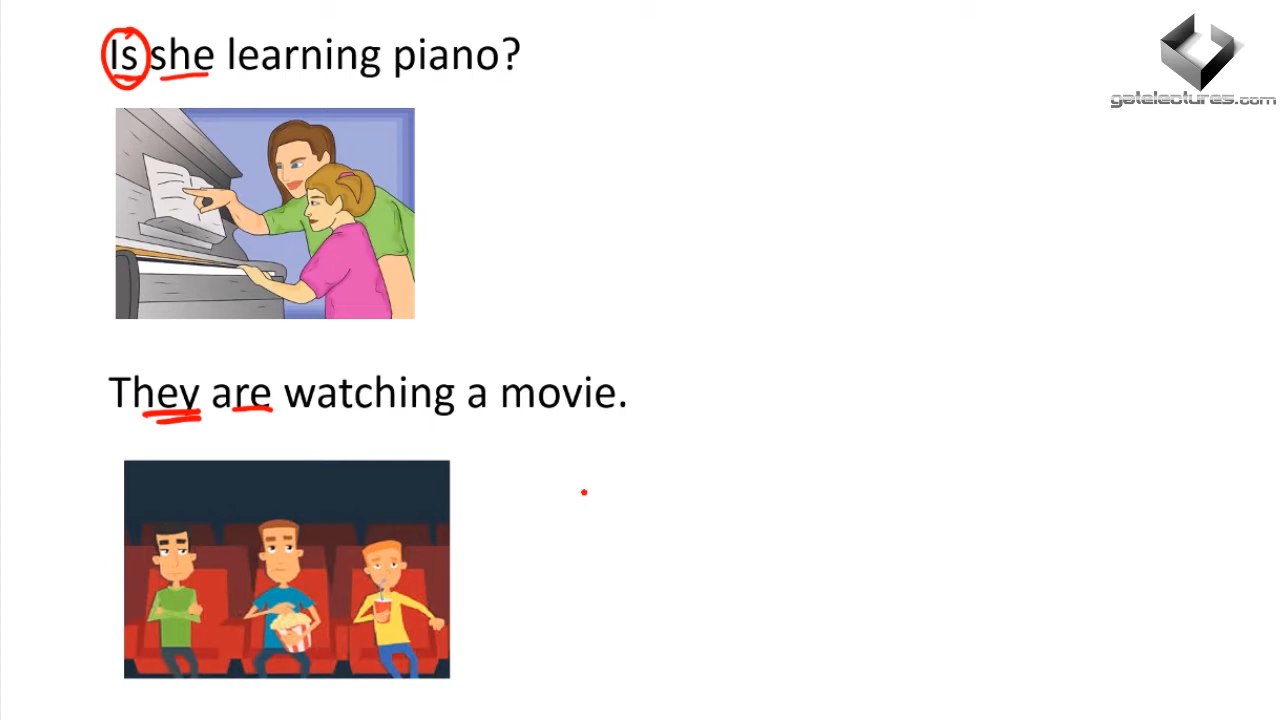 Is she learning piano?
gatelectures.com
They are watching a movie.